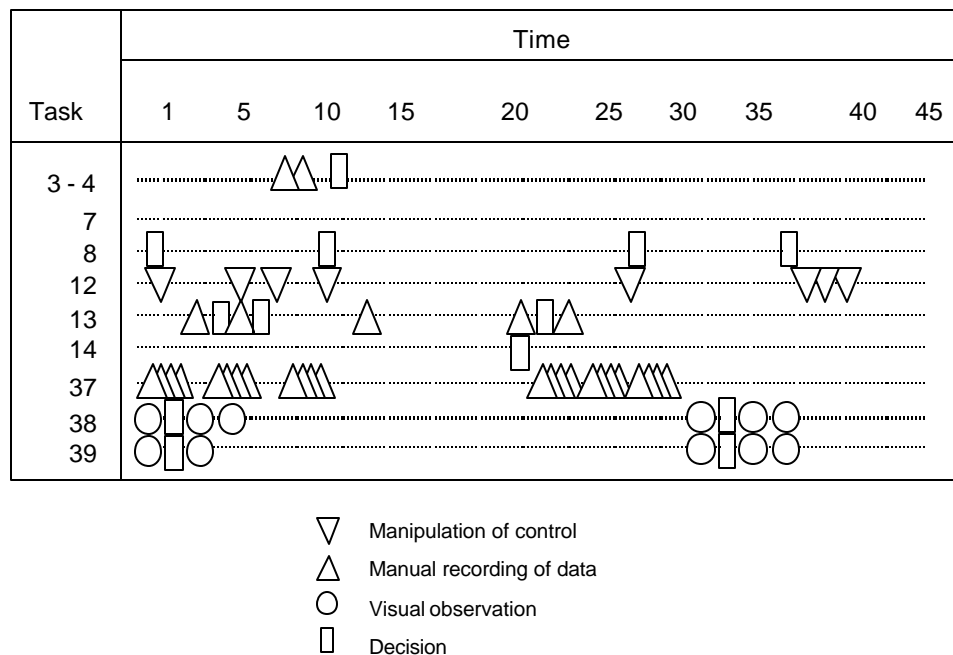 Time
Task 1 5 10 15 20 25 30 35 40 45
3 - 4
7
8
12
13
14
37
38
39
Manipulation of control
Manual recording of data
Visual observation
Decision